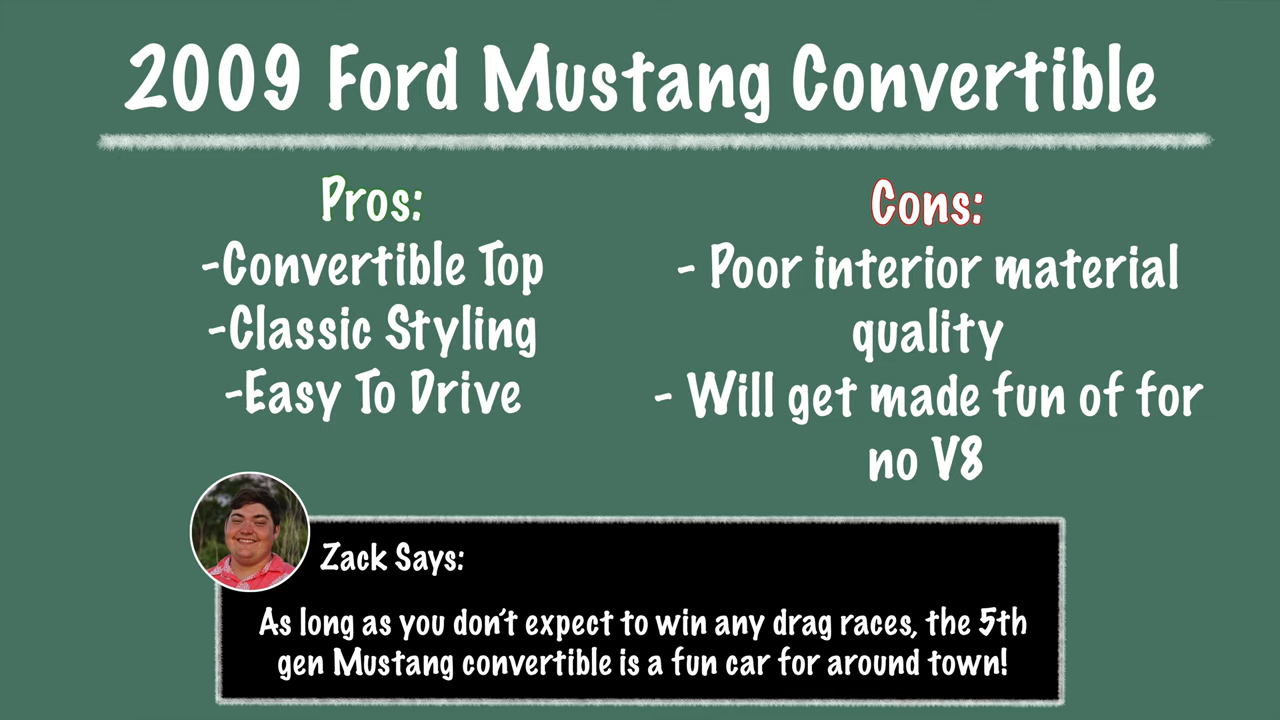 2009 Ford Mustang Convertible
Pros:
-Convertible Top
-Classic Styling
-Easy To Drive
Cons:
- Poor interior material
quality
- Will get made fun of for
no V8
Zack Says:
As long as you don't expect to win any drag races, the 5th
gen Mustang convertible is a fun car for around town!